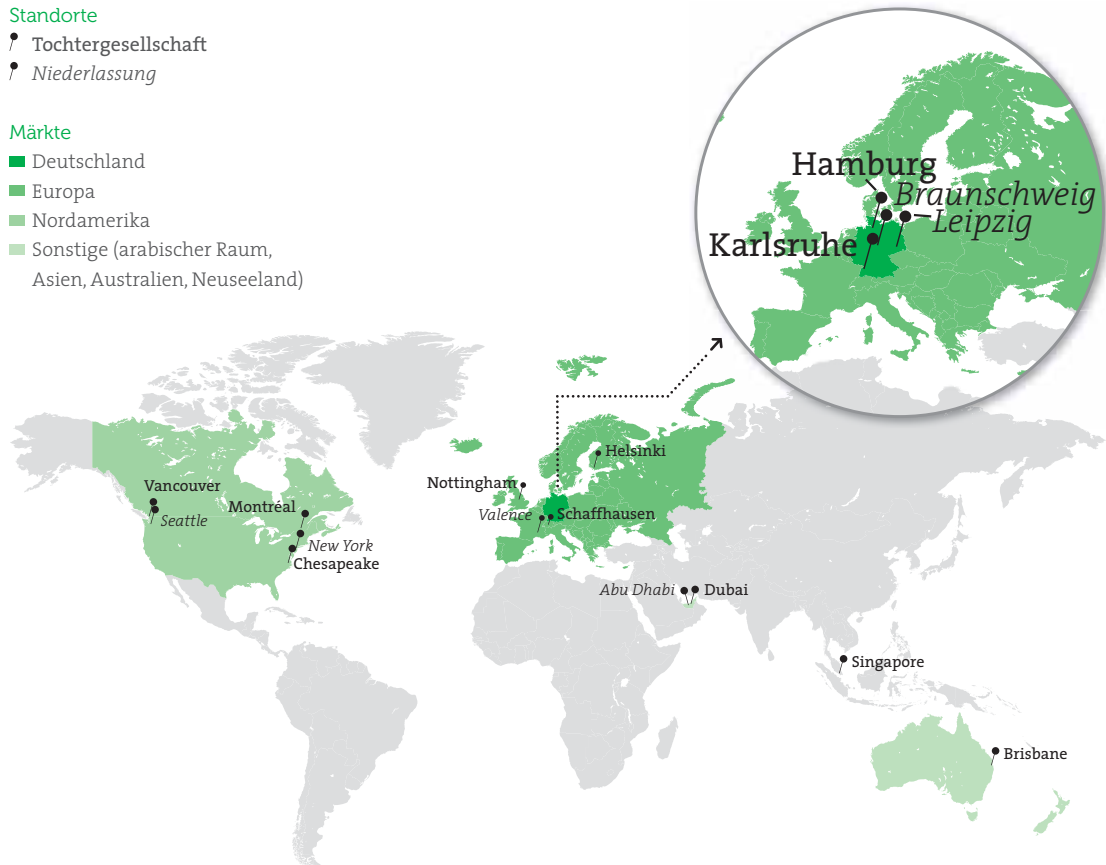 Standorte
Tochtergesellschaft
Niederlassung
Märkte
Deutschland
Europa
Nordamerika
Sonstige (arabischer Raum,
Asien, Australien, Neuseeland)
Hamburg
Braunschweig
Leipzig
Karlsruhe
Helsinki
Nottingham
Valence
Schaffhausen
Vancouver
Seattle
Montréal
New York
Chesapeake
Abu Dhabi
Dubai
Singapore
Brisbane